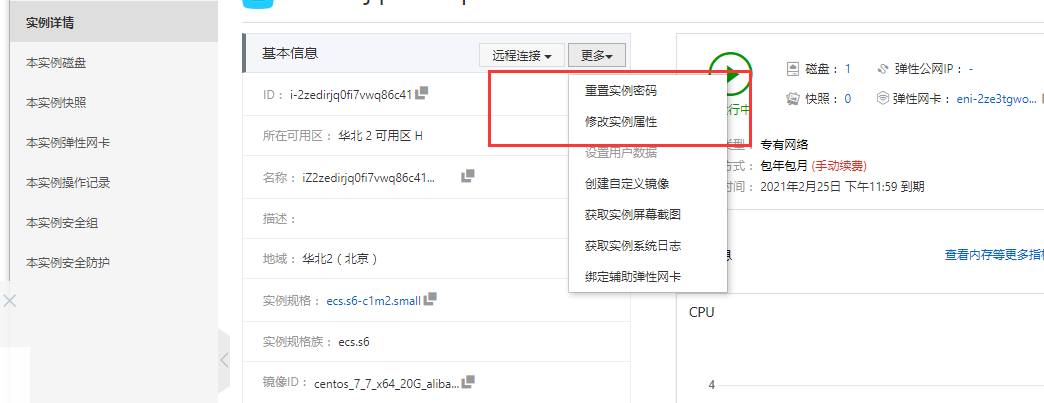 实例详情
本实例磁盘
本实例快照
本实例弹性网卡
本实例操作记录
本实例安全组
本实例安全防护
基本信息
远程连接
更多
ID： i-2zedirjq0fi7vwq86c41
所在可用区： 华北 2 可用区 H
名称： iZ2zedirjq0fi7vwq86c41...
描述：
地域： 华北2（北京）
实例规格： ecs.s6-c1m2.small
实例规格族： ecs.s6
镜像ID： centos_7_7_x64_20G_aliba...
重置实例密码
修改实例属性
设置用户数据
创建自定义镜像
获取实例屏幕截图
获取实例系统日志
绑定辅助弹性网卡
行中
磁盘： 1 弹性公网IP： -
快照： 0 弹性网卡： eni-2ze3tgwo...
类型： 专有网络
方式： 包年包月 (手动续费)
时间： 2021年2月25日 下午11:59 到期
息
查看内存等更多指标
CPU
4